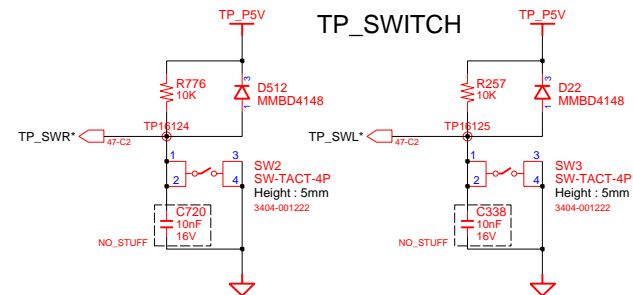 TP_SWITCH
TP_P5V
R776
10K
3
1
D512
MMBD4148
TP16124
TP_SWR*
47-C2
1
2
3
4
SW2
SW-TACT-4P
Height : 5mm
3404-001222
C720
10nF
16V
NO_STUFF
TP_P5V
R257
10K
3
1
D22
MMBD4148
TP16125
TP_SWL*
47-C2
1
2
3
4
SW3
SW-TACT-4P
Height : 5mm
3404-001222
C338
10nF
16V
NO_STUFF